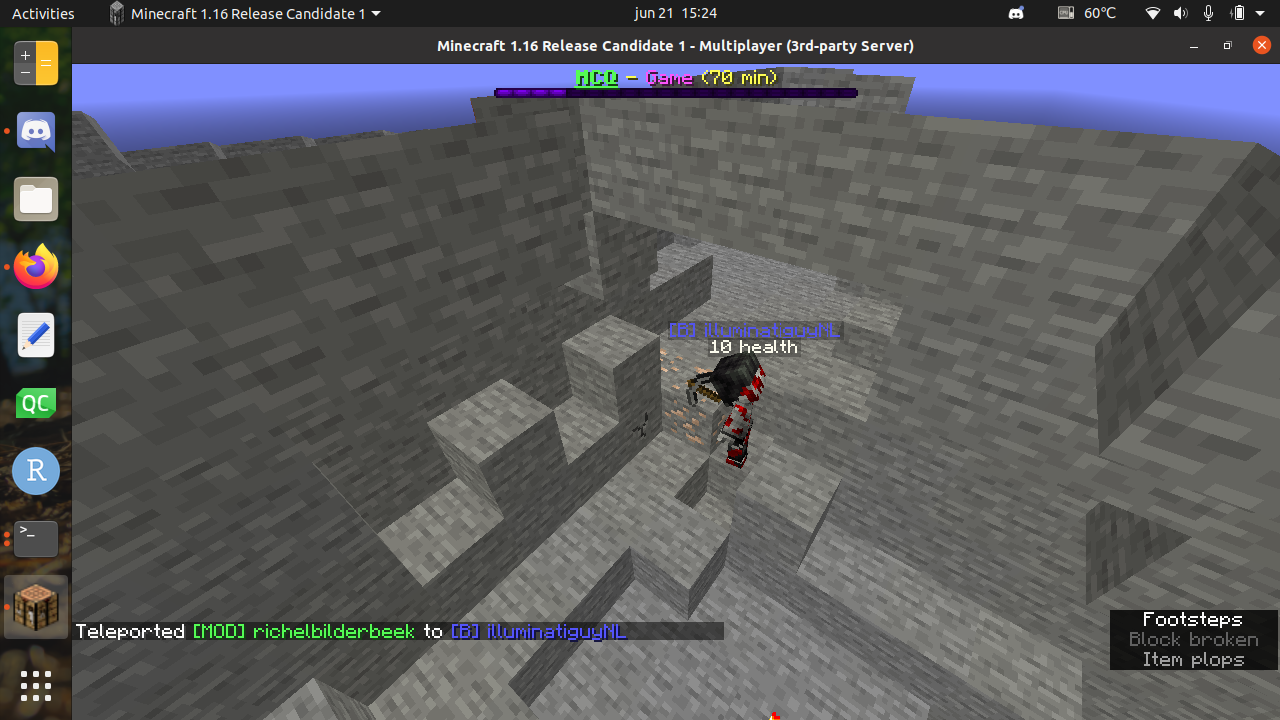 Activities
Minecraft 1.16 Release Candidate 1
jun 21 15:24
60℃
Minecraft 1.16 Release Candidate 1 - Multiplayer (3rd-party Server)
MCQ - Game (70 min)
QC
R
>_
[B] illuminatiguyNL
10 health
Teleported [MOD] richelbilderbeek to [B] illuminatiguyNL
Footsteps
Block broken
Item plops